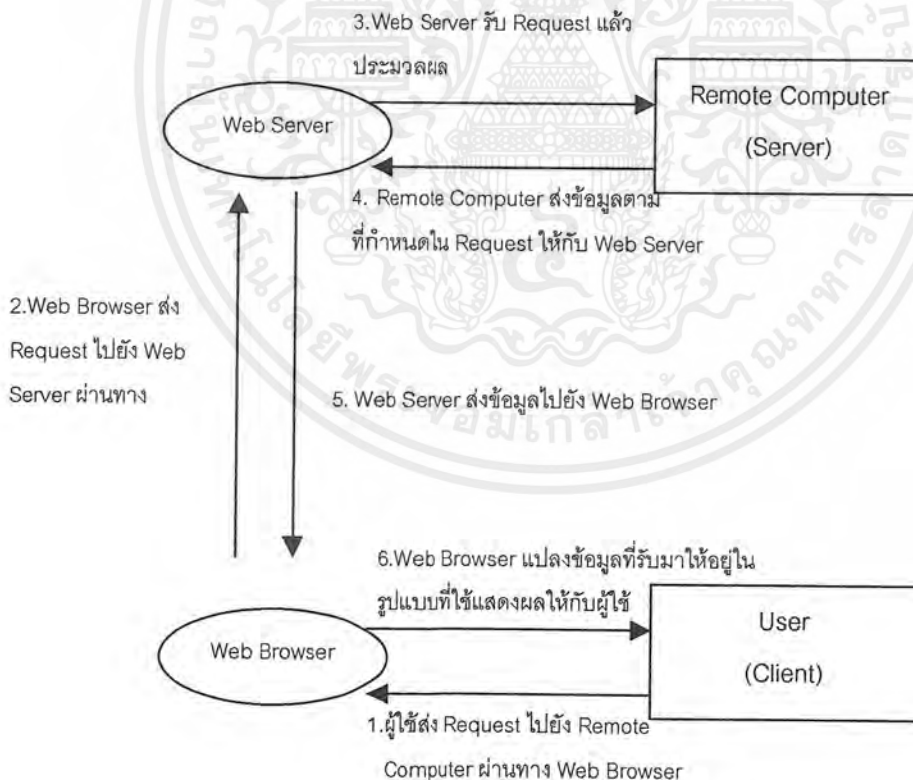 3.Web Server รับ Request แล้ว
ประมวลผล
Web Server
Remote Computer
(Server)
4. Remote Computer ส่งข้อมูลตาม
ที่กำหนดใน Request ให้กับ Web Server
2.Web Browser ส่ง
Request ไปยัง Web
Server ผ่านทาง
5. Web Server ส่งข้อมูลไปยัง Web Browser
6.Web Browser แปลงข้อมูลที่รับมาให้อยู่ใน
รูปแบบที่ใช้แสดงผลให้กับผู้ใช้
Web Browser
User
(Client)
1.ผู้ใช้ส่ง Request ไปยัง Remote
Computer ผ่านทาง Web Browser